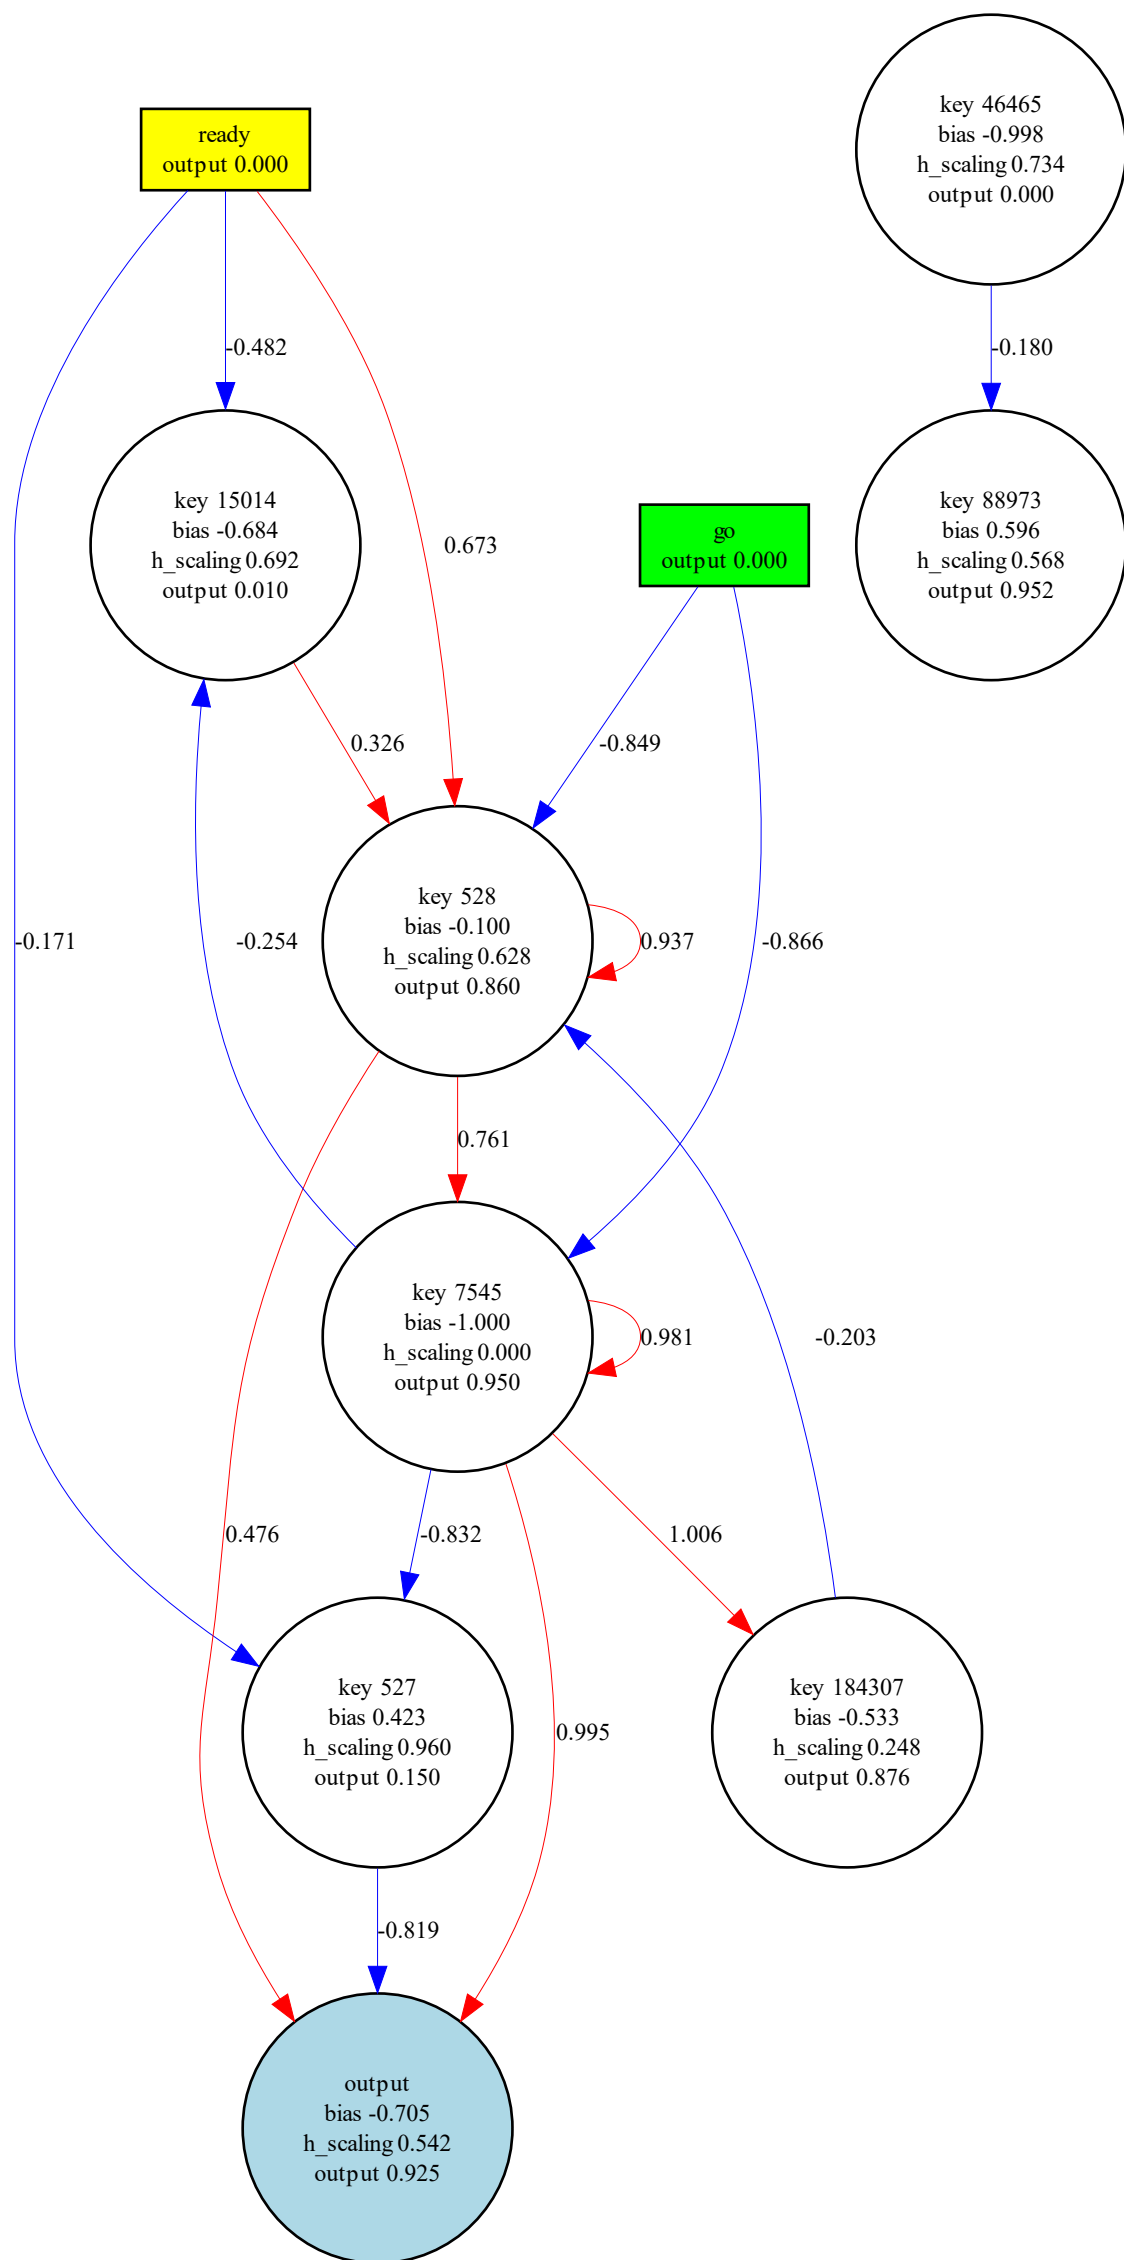 key 46465
bias -0.998
h_scaling 0.734
output 0.000
ready
output 0.000
-0.482
-0.180
key 15014
bias -0.684
h_scaling 0.692
output 0.010
0.673
go
output 0.000
key 88973
bias 0.596
h_scaling 0.568
output 0.952
0.326
-0.849
key 528
bias -0.100
h_scaling 0.628
output 0.860
-0.171
-0.254
0.937
-0.866
0.761
key 7545
bias -1.000
h_scaling 0.000
output 0.950
0.981
-0.203
0.476
-0.832
1.006
key 527
bias 0.423
h_scaling 0.960
output 0.150
0.995
key 184307
bias -0.533
h_scaling 0.248
output 0.876
-0.819
output
bias -0.705
h_scaling 0.542
output 0.925